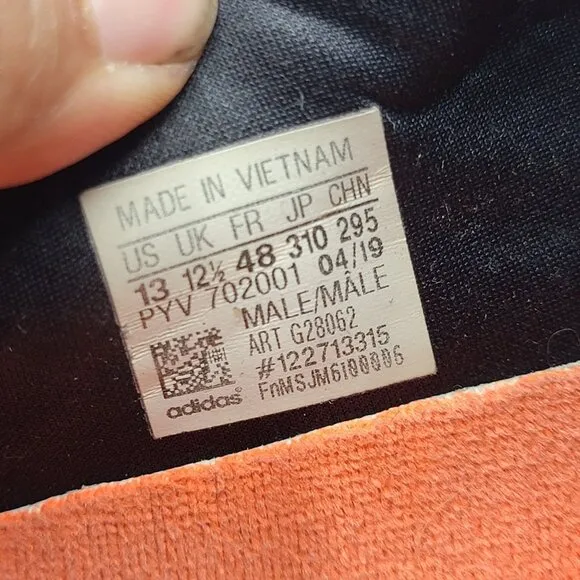 MADE IN VIETNAM
US UK FR JP CHN
13 12½ 48 310 295
PYV 702001 04/19
MALE/MÂLE
ART G28062
#122713315
FnMSJM6I00006
adidas